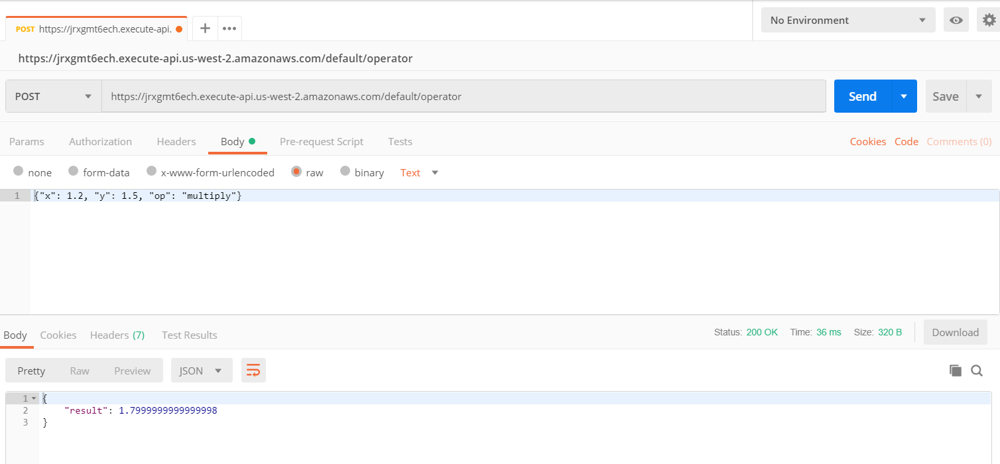 POST https://jrxgmt6ech.execute-api. No Environment
https://jrxgmt6ech.execute-api.us-west-2.amazonaws.com/default/operator
POST https://jrxgmt6ech.execute-api.us-west-2.amazonaws.com/default/operator Send Save
Params Authorization Headers Body Pre-request Script Tests Cookies Code Comments (0)
none form-data x-www-form-urlencoded raw binary Text
1 {"x": 1.2, "y": 1.5, "op": "multiply"}
Body Cookies Headers (7) Test Results Status: 200 OK Time: 36 ms Size: 320 B Download
Pretty Raw Preview JSON
1 {
2 "result": 1.7999999999999998
3 }